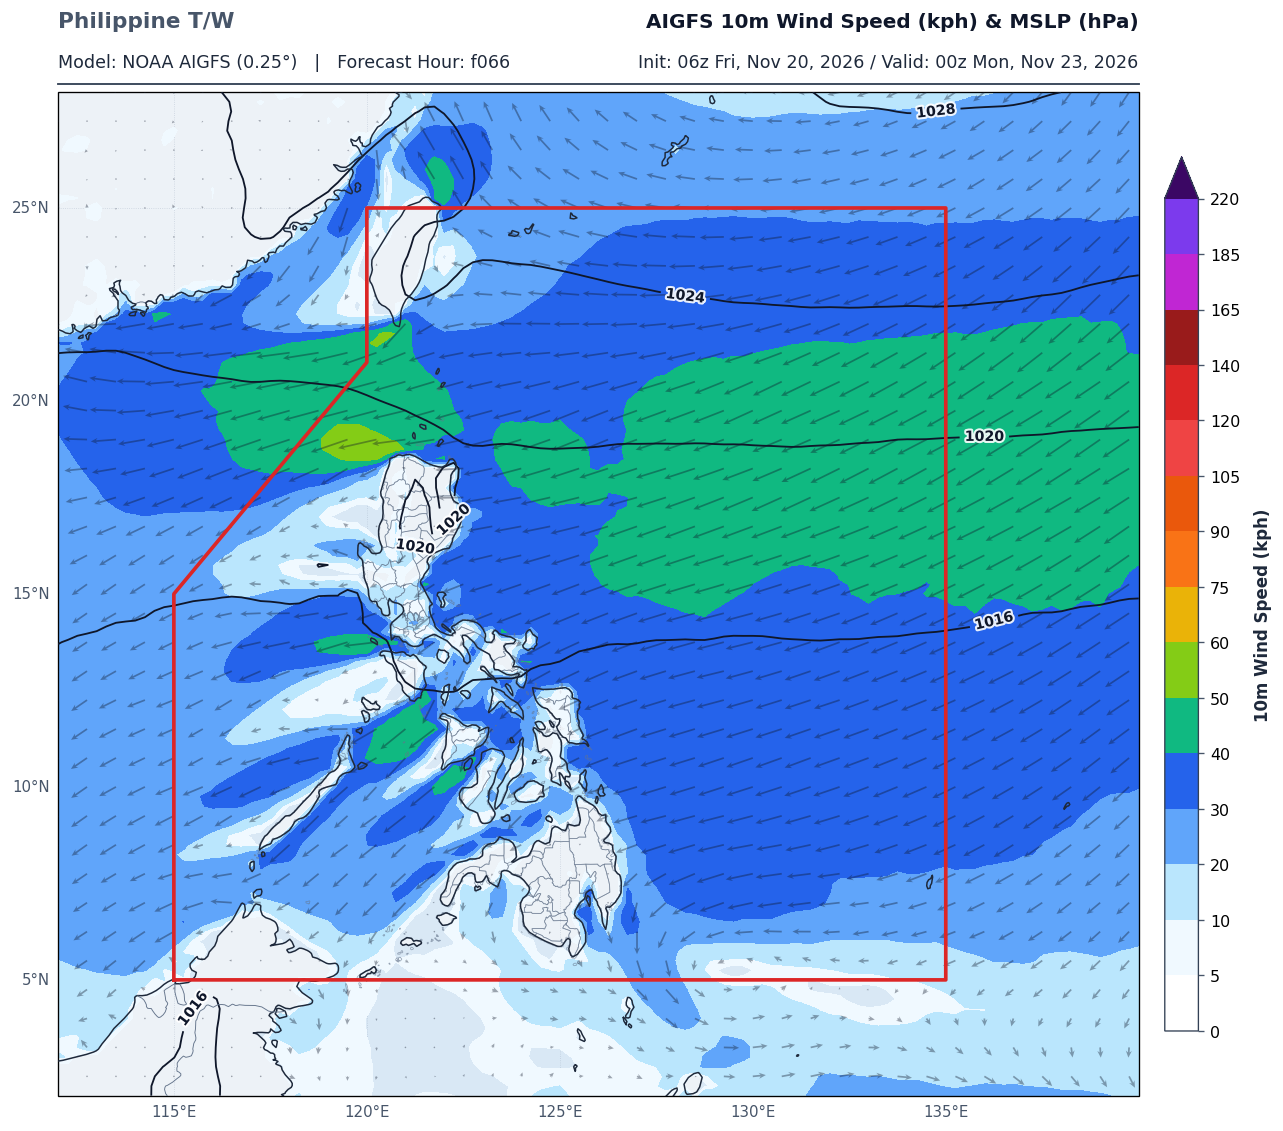 Philippine T/W
AIGFS 10m Wind Speed (kph) & MSLP (hPa)
Model: NOAA AIGFS (0.25°) | Forecast Hour: f066
Init: 06z Fri, Nov 20, 2026 / Valid: 00z Mon, Nov 23, 2026
1028
25°N
1024
20°N
1020
1020
1020
15°N
1016
10°N
5°N
1016
115°E
120°E
125°E
130°E
135°E
220
185
165
140
120
105
90
75
60
50
40
30
20
10
5
0
10m Wind Speed (kph)